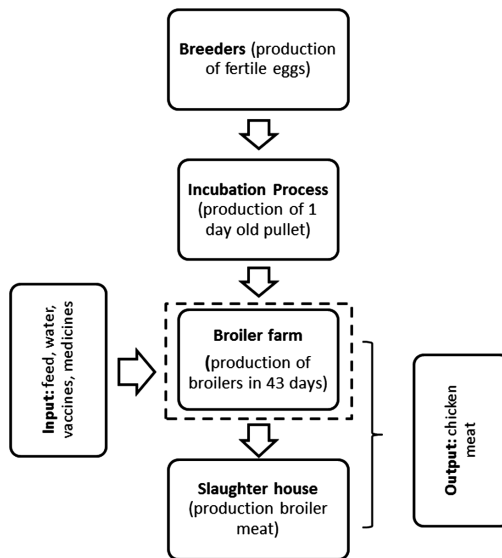 Breeders (production
of fertile eggs)
Incubation Process
(production of 1
day old pullet)
Input: feed, water,
vaccines, medicines
Broiler farm
(production of
broilers in 43 days)
Slaughter house
(production broiler
meat)
Output: chicken
meat